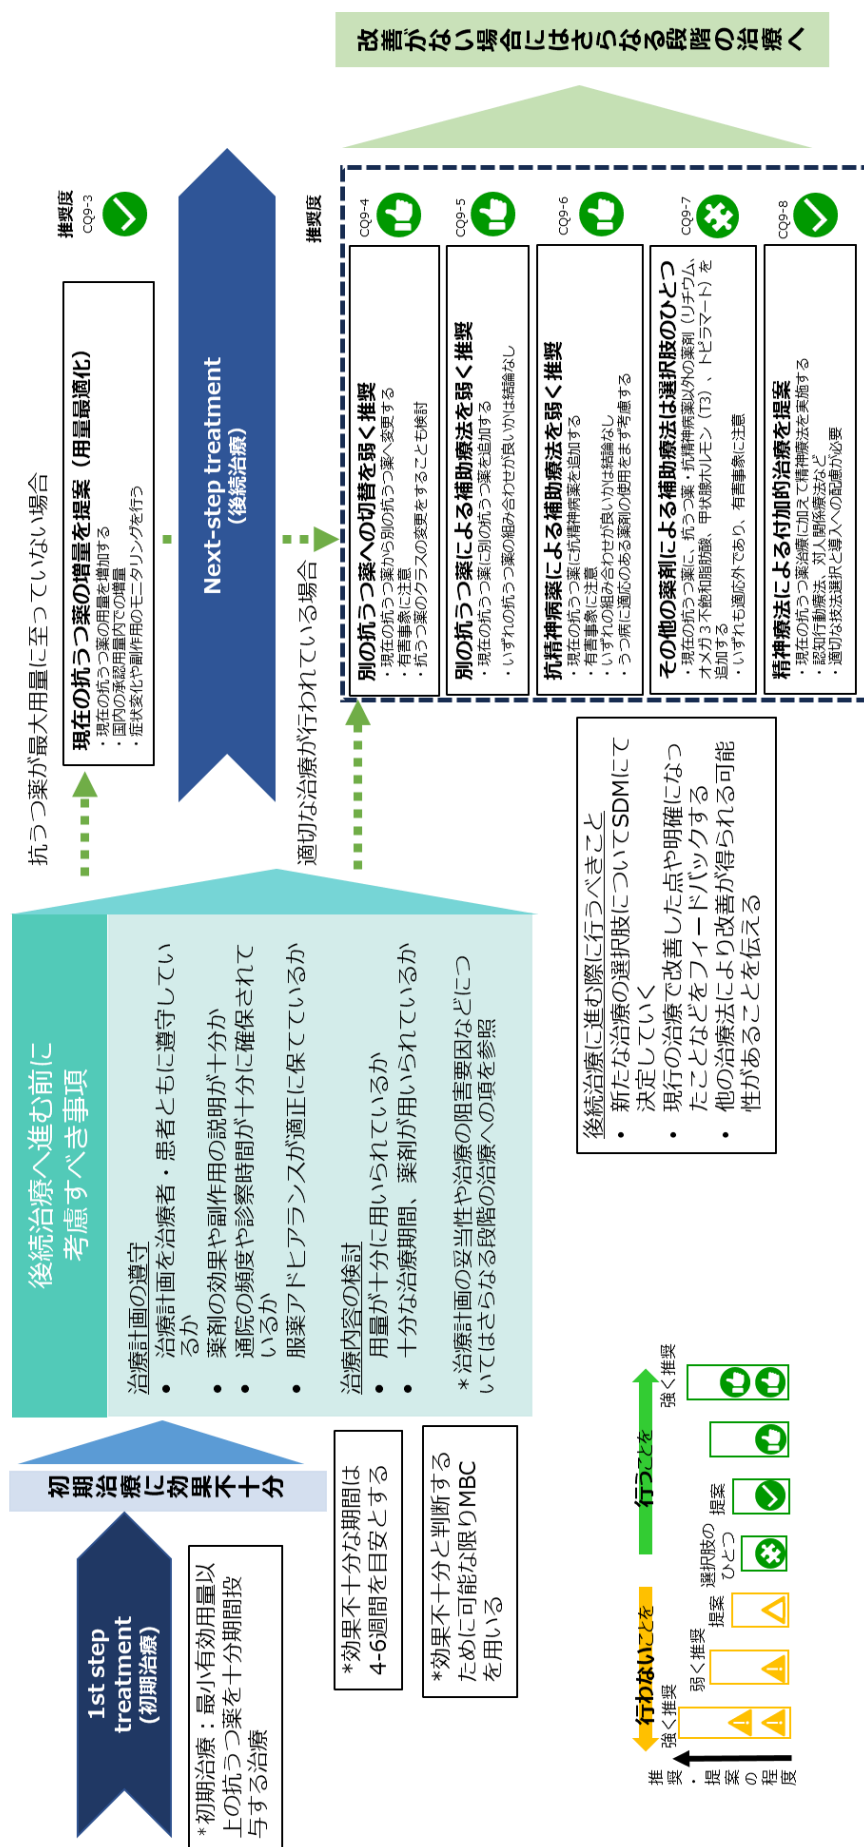 1st step
treatment
(初期治療)
*初期治療：最小有効用量以
上の抗うつ薬を十分期間投
与する治療
初期治療に効果不十分
*効果不十分な期間は
4-6週間を目安とする
*効果不十分と判断する
ために可能な限りMBC
を用いる
後続治療へ進む前に
考慮すべき事項
治療計画の遵守
• 治療計画を治療者・患者ともに遵守してい
るか
• 薬剤の効果や副作用の説明が十分か
• 通院の頻度や診察時間が十分に確保されて
いるか
• 服薬アドヒアランスが適正に保てているか
治療内容の検討
• 用量が十分に用いられているか
• 十分な治療期間、薬剤が用いられているか
*治療計画の妥当性や治療の阻害要因などにつ
いてはさらなる段階の治療への項を参照
抗うつ薬が最大用量に至っていない場合
推奨度
CQ9-3
現在の抗うつ薬の増量を提案（用量最適化）
・現在の抗うつ薬の用量を増加する
・国内の承認用量内での増量
・症状変化や副作用のモニタリングを行う
Next-step treatment
(後続治療)
適切な治療が行われている場合
推奨度
CQ9-4
別の抗うつ薬への切替を弱く推奨
・現在の抗うつ薬から別の抗うつ薬へ変更する
・有害事象に注意
・抗うつ薬のクラスの変更をすることも検討
CQ9-5
別の抗うつ薬による補助療法を弱く推奨
・現在の抗うつ薬に別の抗うつ薬を追加する
・いずれの抗うつ薬の組み合わせが良いかは結論なし
CQ9-6
抗精神病薬による補助療法を弱く推奨
・現在の抗うつ薬に抗精神病薬を追加する
・有害事象に注意
・いずれの組み合わせが良いかは結論なし
・うつ病に適応のある薬剤の使用をまず考慮する
CQ9-7
その他の薬剤による補助療法は選択肢のひとつ
・現在の抗うつ薬に、抗うつ薬・抗精神病薬以外の薬剤（リチウム、
オメガ３不飽和脂肪酸、甲状腺ホルモン（T3）、トピラマート）を
追加する
・いずれも適応外であり、有害事象に注意
CQ9-8
精神療法による付加的治療を提案
・現在の抗うつ薬治療に加えて精神療法を実施する
・認知行動療法、対人関係療法など
・適切な技法選択と導入への配慮が必要
改善がない場合にはさらなる段階の治療へ
後続治療に進む際に行うべきこと
• 新たな治療の選択肢についてSDMにて
決定していく
• 現行の治療で改善した点や明確になっ
たことなどをフィードバックする
• 他の治療法により改善が得られる可能
性があることを伝える
推奨・提案の程度
行わないことを
行うことを
強く推奨
弱く推奨
提案
選択肢の
ひとつ
提案
強く推奨